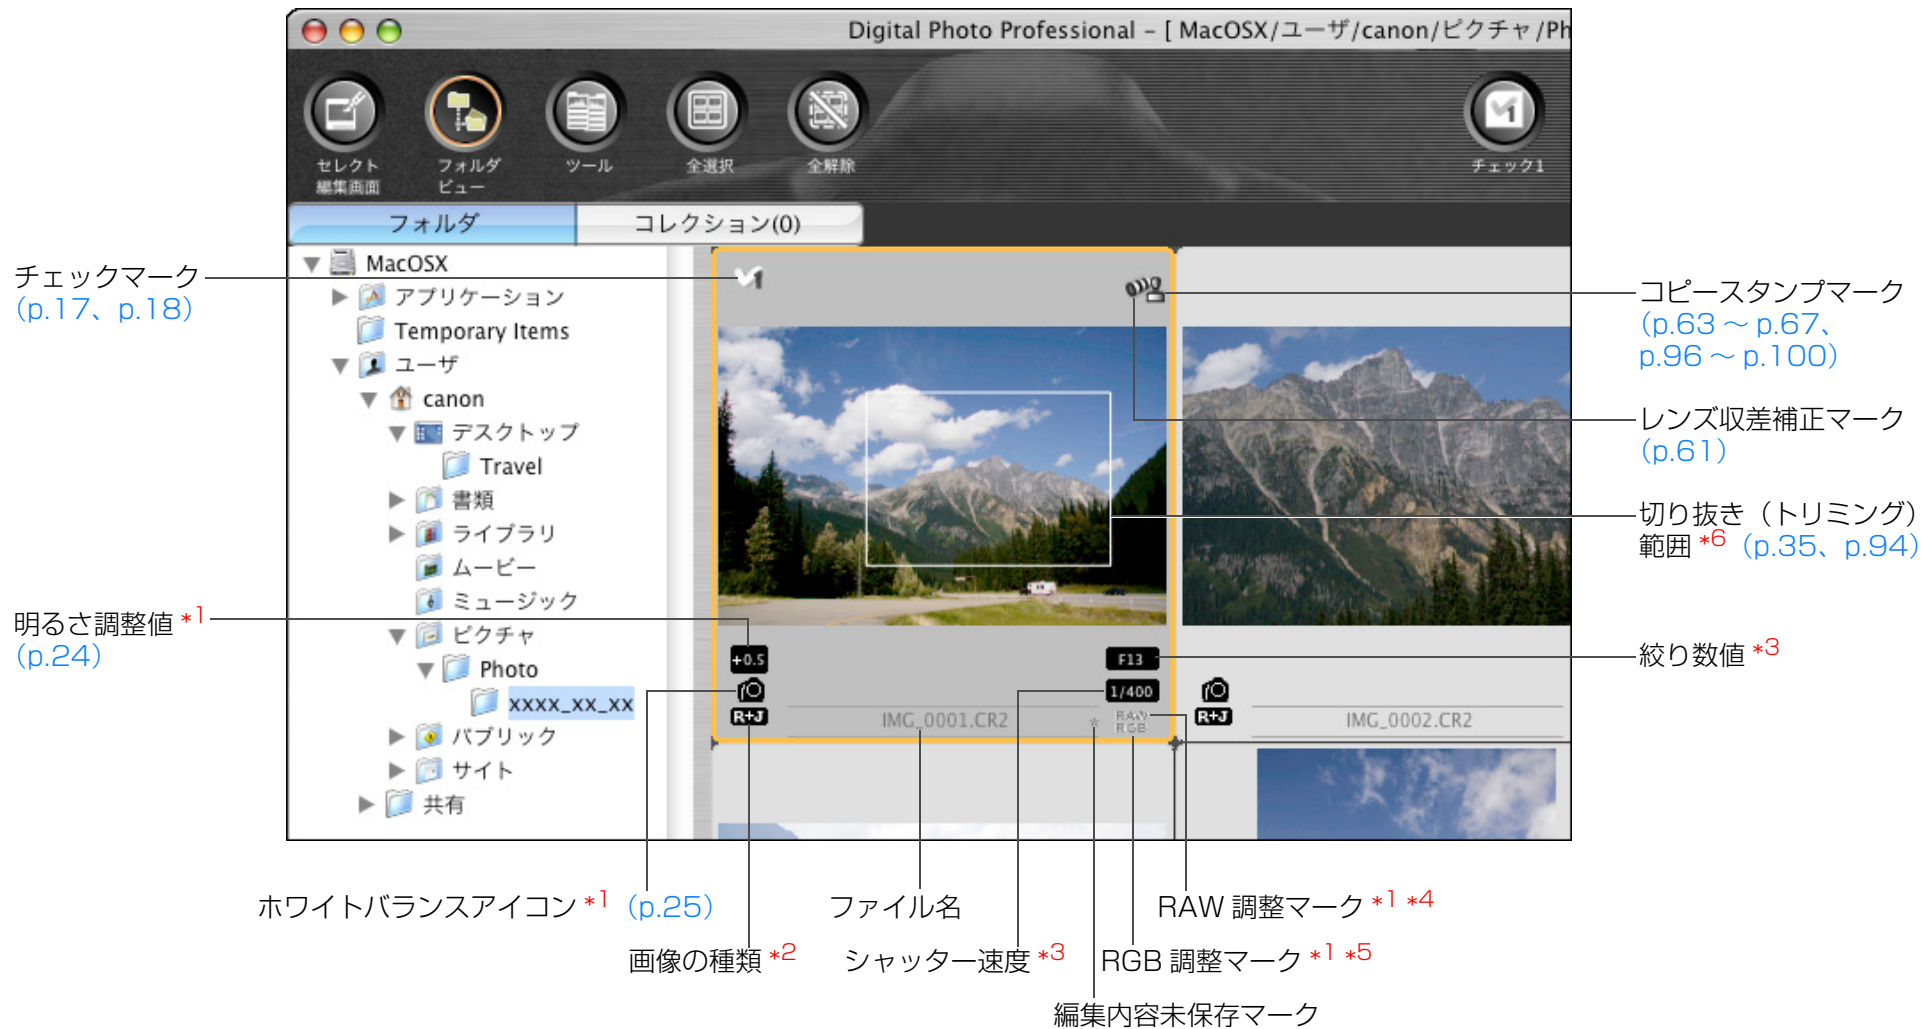 Digital Photo Professional – [ MacOSX/ユーザ/canon/ピクチャ/Ph
セレクト
編集画面
フォルダ
ビュー
ツール
全選択
全解除
チェック1
フォルダ
コレクション(0)
MacOSX
アプリケーション
Temporary Items
ユーザ
canon
デスクトップ
Travel
書類
ライブラリ
ムービー
ミュージック
ピクチャ
Photo
xxxx_xx_xx
パブリック
サイト
共有
+0.5
R+J
F13
1/400
IMG_0001.CR2
RAW
RGB
R+J
IMG_0002.CR2
チェックマーク
（p.17、p.18）
明るさ調整値 *1
（p.24）
コピースタンプマーク
（p.63 ～ p.67、
p.96 ～ p.100）
レンズ収差補正マーク
（p.61）
切り抜き（トリミング）
範囲 *6（p.35、p.94）
絞り数値 *3
ホワイトバランスアイコン *1（p.25）
ファイル名
RAW 調整マーク *1 *4
画像の種類 *2
シャッター速度 *3
RGB 調整マーク *1 *5
編集内容未保存マーク